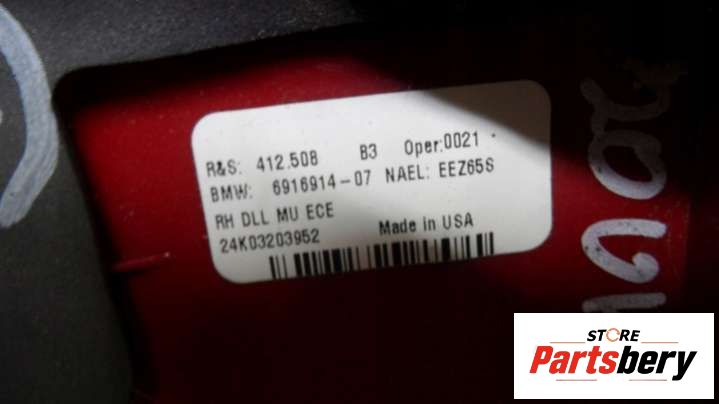 R&S: 412.508 B3 Oper:0021
BMW: 6916914-07 NAEL: EEZ65S
RH DLL MU ECE
24K03203952 Made in USA
STORE
Partsbery